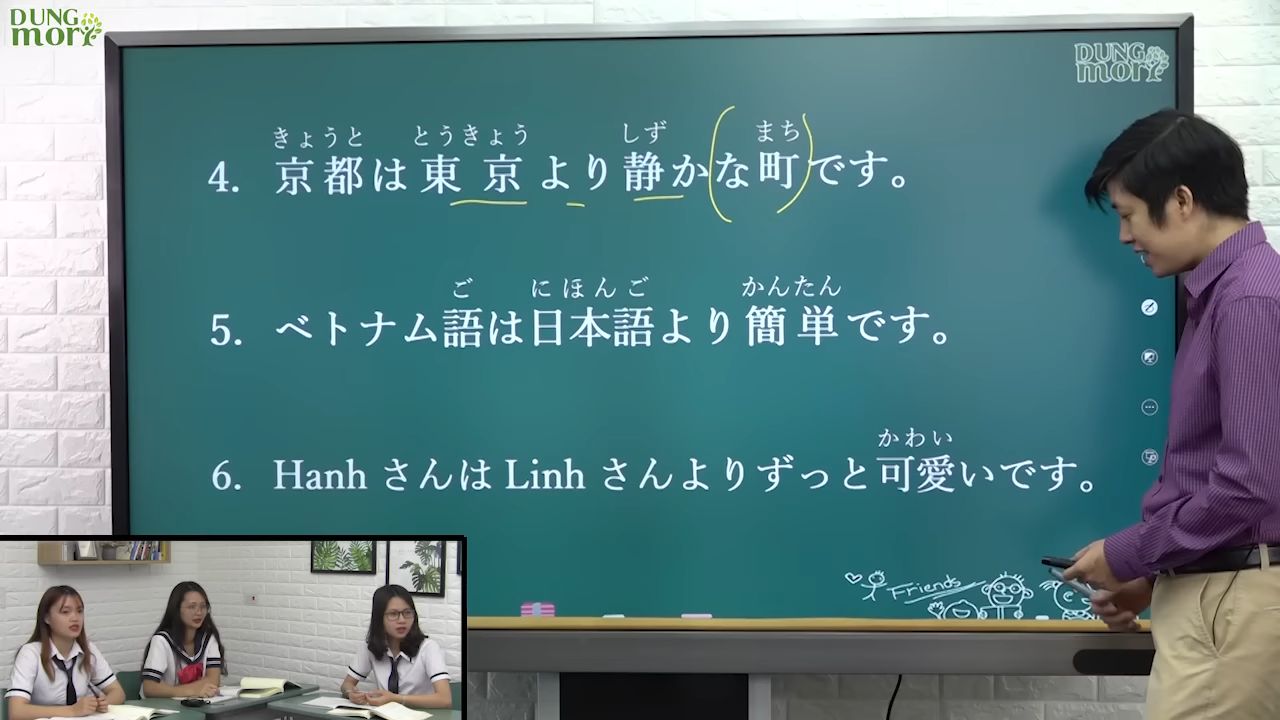 DUNG
mori
DUNG
mori
きょうと とうきょう しず まち
4. 京都は東京より静かな町です。
ご にほんご かんたん
5. ベトナム語は日本語より簡単です。
かわい
6. Hanh さんは Linh さんよりずっと可愛いです。
Friends